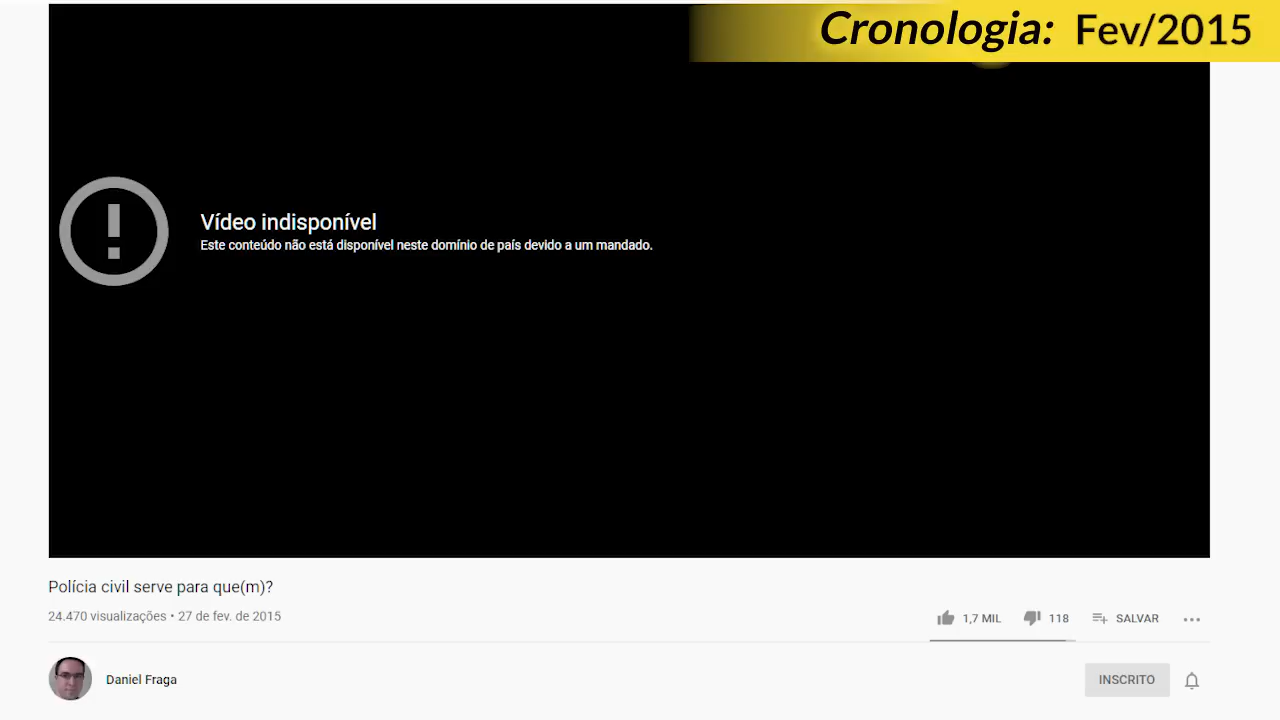 Cronologia: Fev/2015
Vídeo indisponível
Este conteúdo não está disponível neste domínio de país devido a um mandado.
Polícia civil serve para que(m)?
24.470 visualizações • 27 de fev. de 2015
1,7 MIL 118 SALVAR
Daniel Fraga
INSCRITO